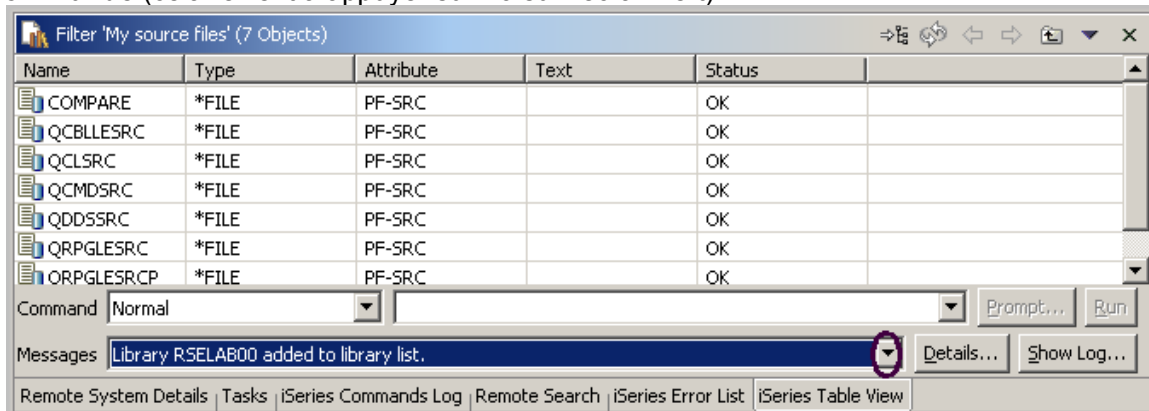 Filter 'My source files' (7 Objects)
Name Type Attribute Text Status
COMPARE *FILE PF-SRC OK
QCBLLESRC *FILE PF-SRC OK
QCLSRC *FILE PF-SRC OK
QCMDSRC *FILE PF-SRC OK
QDDSSRC *FILE PF-SRC OK
QRPGLESRC *FILE PF-SRC OK
QRPGLESRCP *FILE PF-SRC OK
Command Normal Prompt... Run
Messages Library RSELAB00 added to library list. Details... Show Log...
Remote System Details Tasks iSeries Commands Log Remote Search iSeries Error List iSeries Table View